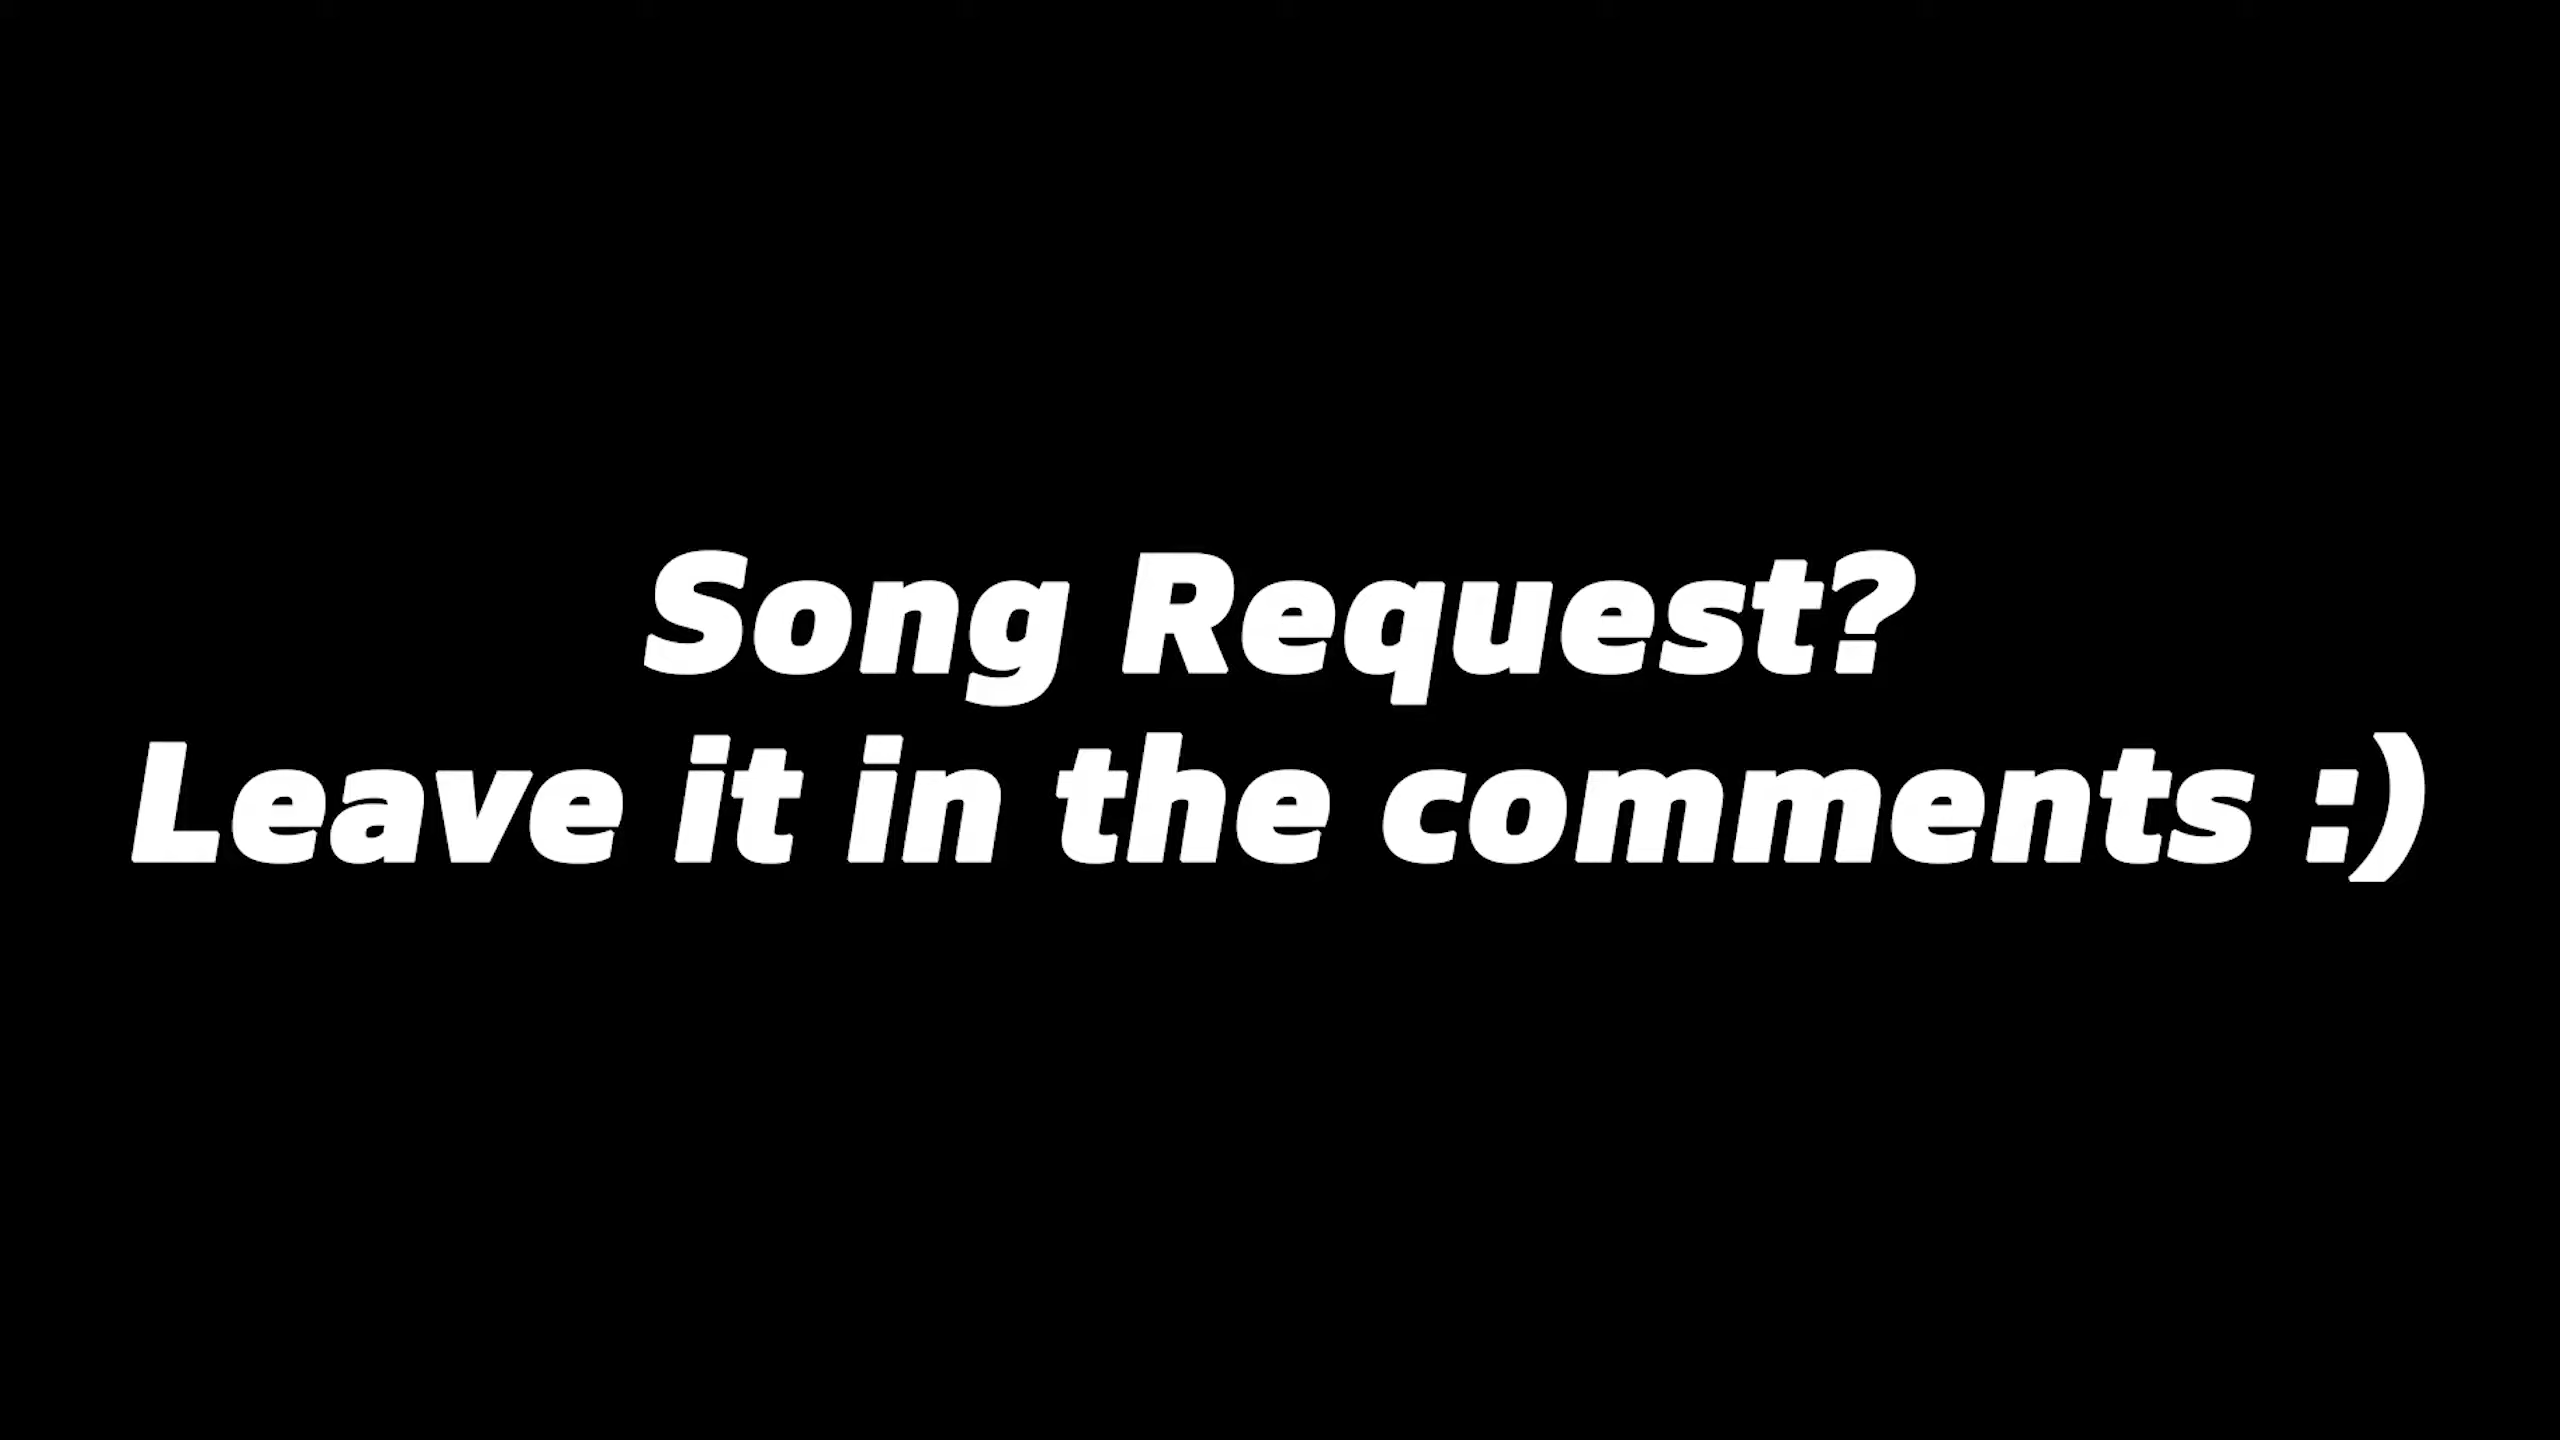 Song Request?
Leave it in the comments :)